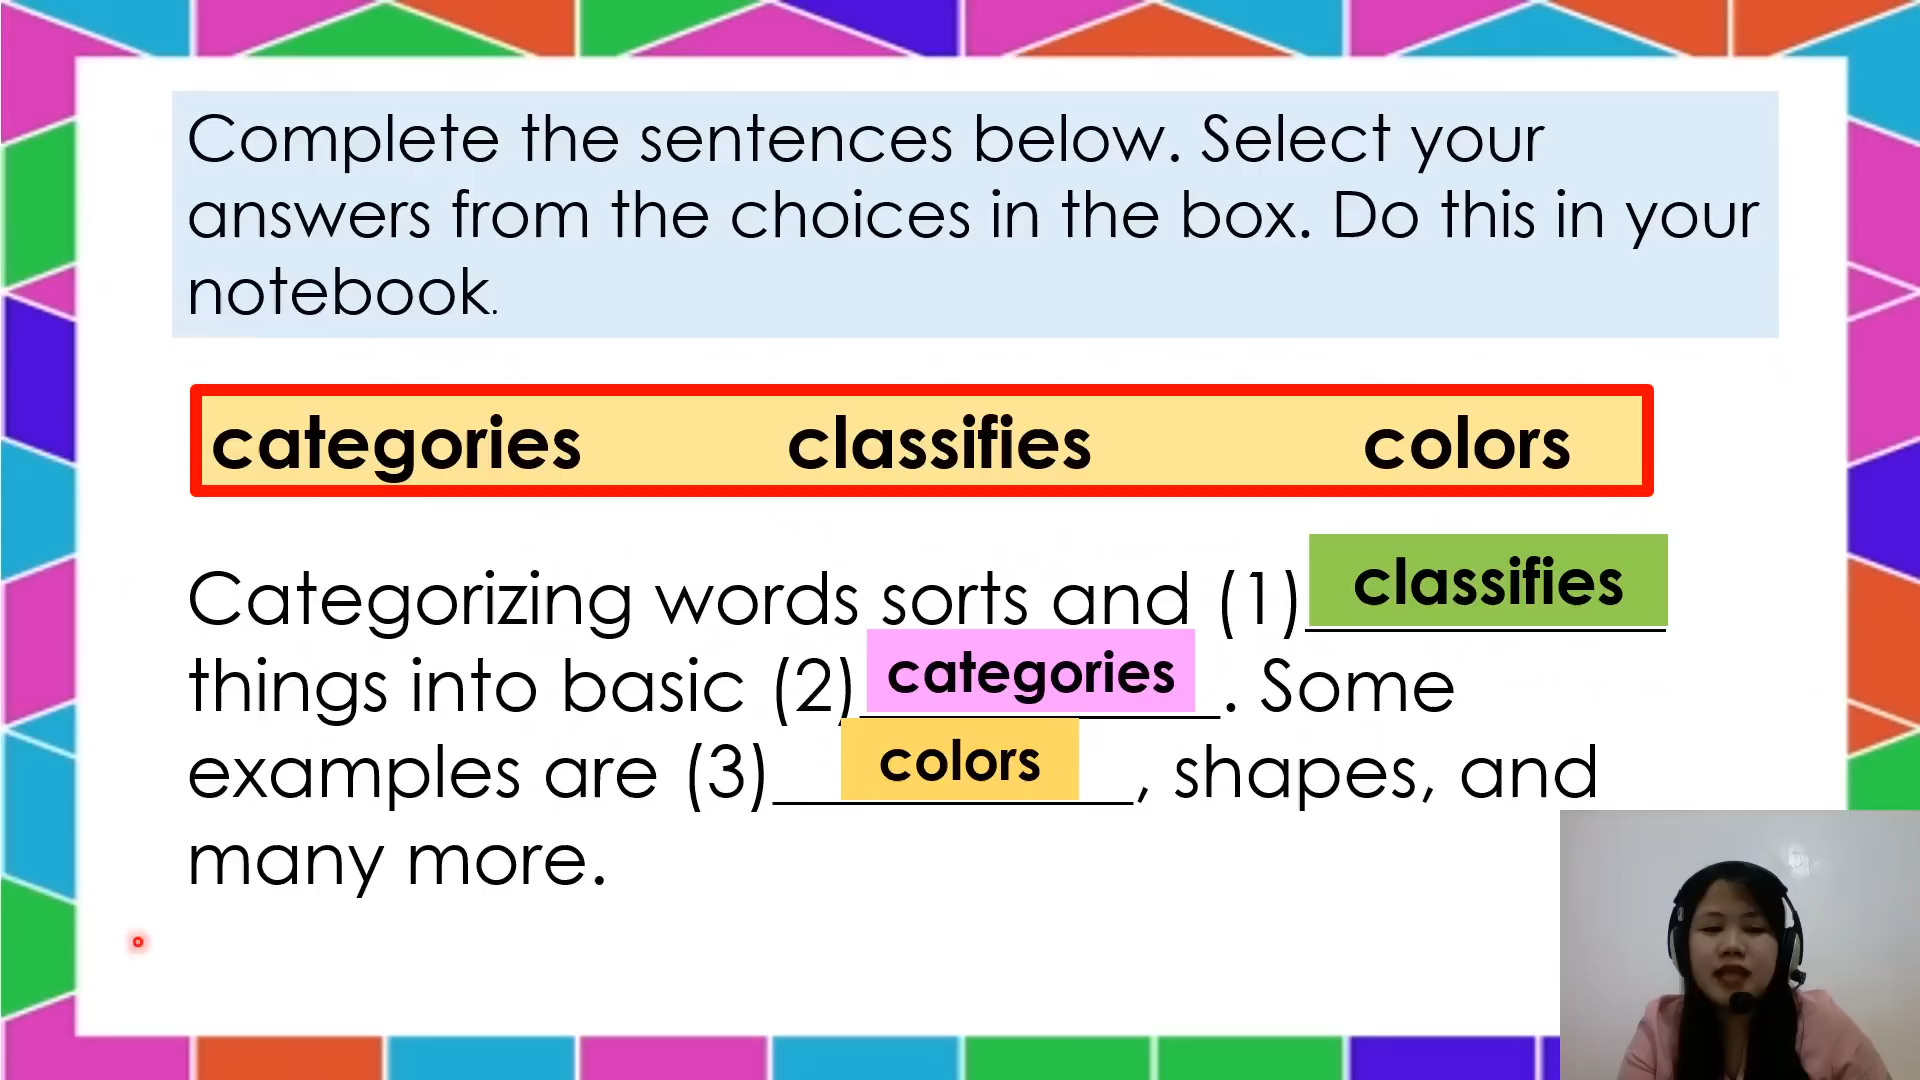 Complete the sentences below. Select your
answers from the choices in the box. Do this in your
notebook.
categories classifies colors
Categorizing words sorts and (1) classifies
things into basic (2) categories. Some
examples are (3) colors, shapes, and
many more.